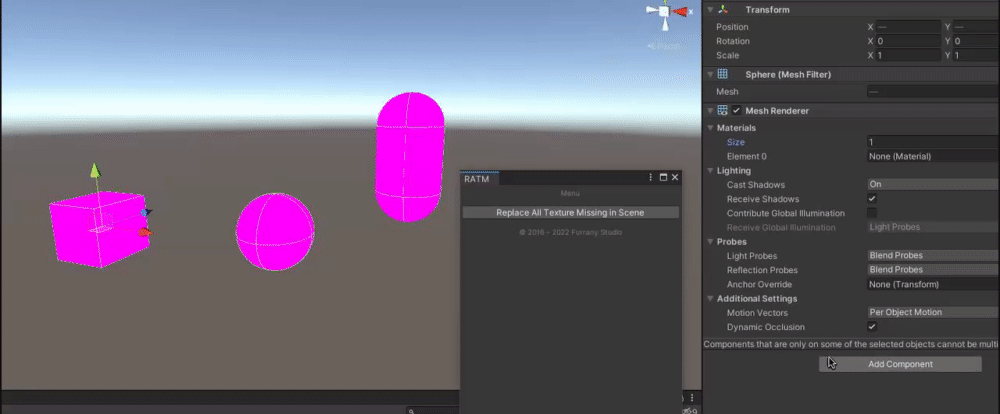 Transform
Position X — Y —
Rotation X 0 Y 0
Scale X 1 Y 1
Sphere (Mesh Filter)
Mesh —
Mesh Renderer
Materials
Size 1
Element 0 None (Material)
Lighting
Cast Shadows On
Receive Shadows
Contribute Global Illumination
Receive Global Illumination Light Probes
Probes
Light Probes Blend Probes
Reflection Probes Blend Probes
Anchor Override None (Transform)
Additional Settings
Motion Vectors Per Object Motion
Dynamic Occlusion
Components that are only on some of the selected objects cannot be multi
Add Component
RATM
Menu
Replace All Texture Missing in Scene
© 2016 - 2022 Furrany Studio